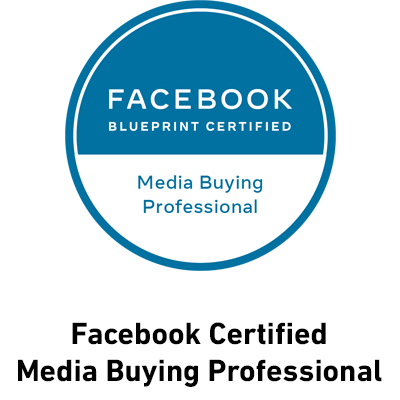 FACEBOOK
BLUEPRINT CERTIFIED
Media Buying
Professional
Facebook Certified
Media Buying Professional